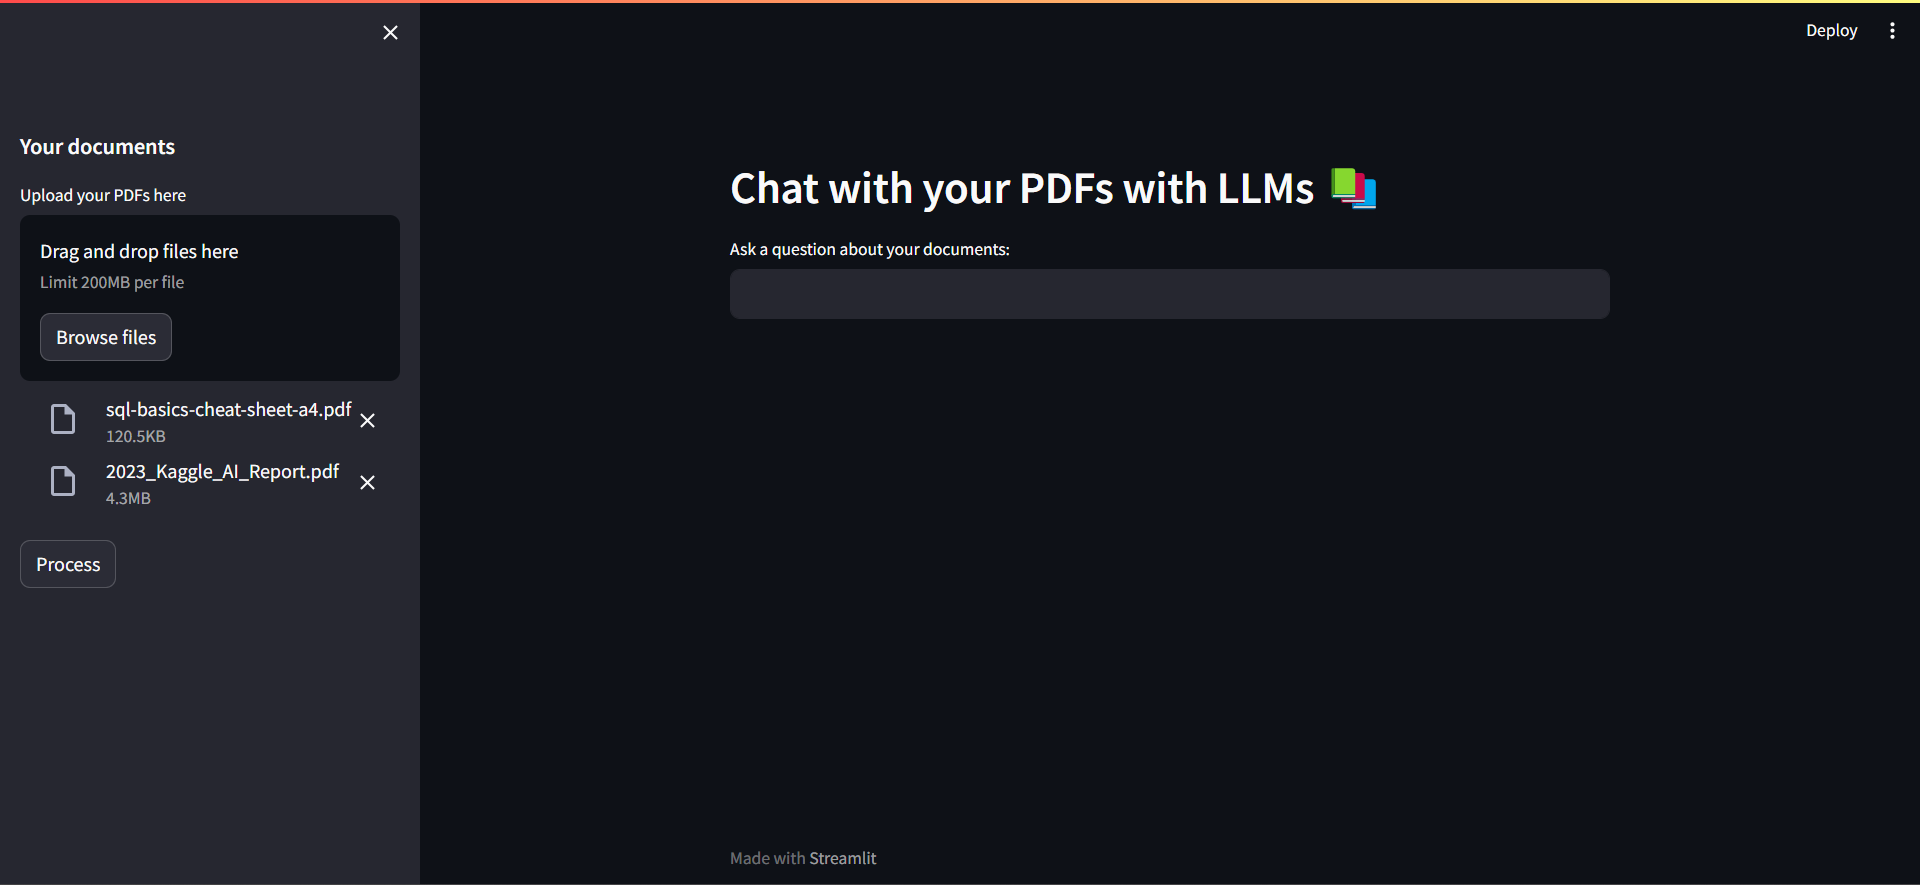 Deploy
Your documents
Upload your PDFs here
Drag and drop files here
Limit 200MB per file
Browse files
sql-basics-cheat-sheet-a4.pdf
120.5KB
2023_Kaggle_AI_Report.pdf
4.3MB
Process
Chat with your PDFs with LLMs
Ask a question about your documents:
Made with Streamlit